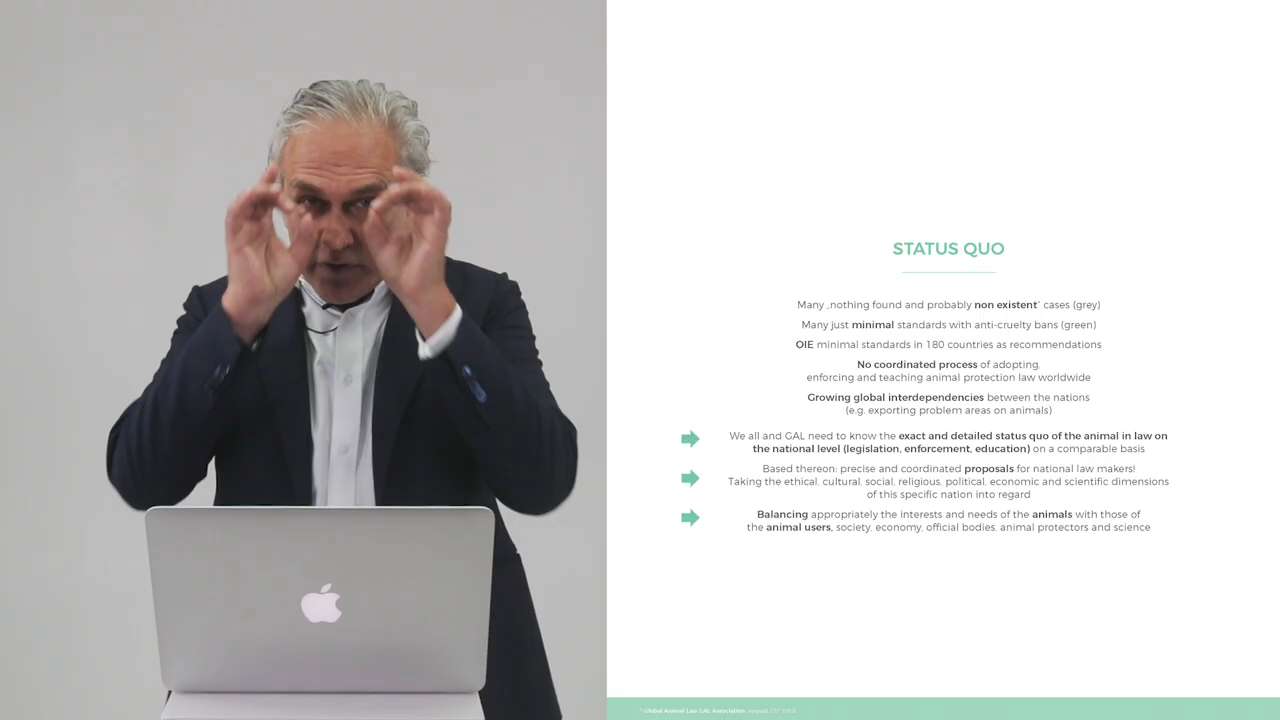 STATUS QUO
Many „nothing found and probably non existent“ cases (grey)
Many just minimal standards with anti-cruelty bans (green)
OIE minimal standards in 180 countries as recommendations
No coordinated process of adopting,
enforcing and teaching animal protection law worldwide
Growing global interdependencies between the nations
(e.g. exporting problem areas on animals)
We all and GAL need to know the exact and detailed status quo of the animal in law on
the national level (legislation, enforcement, education) on a comparable basis
Based thereon: precise and coordinated proposals for national law makers!
Taking the ethical, cultural, social, religious, political, economic and scientific dimensions
of this specific nation into regard
Balancing appropriately the interests and needs of the animals with those of
the animal users, society, economy, official bodies, animal protectors and science
Global Animal Law GAL Association August